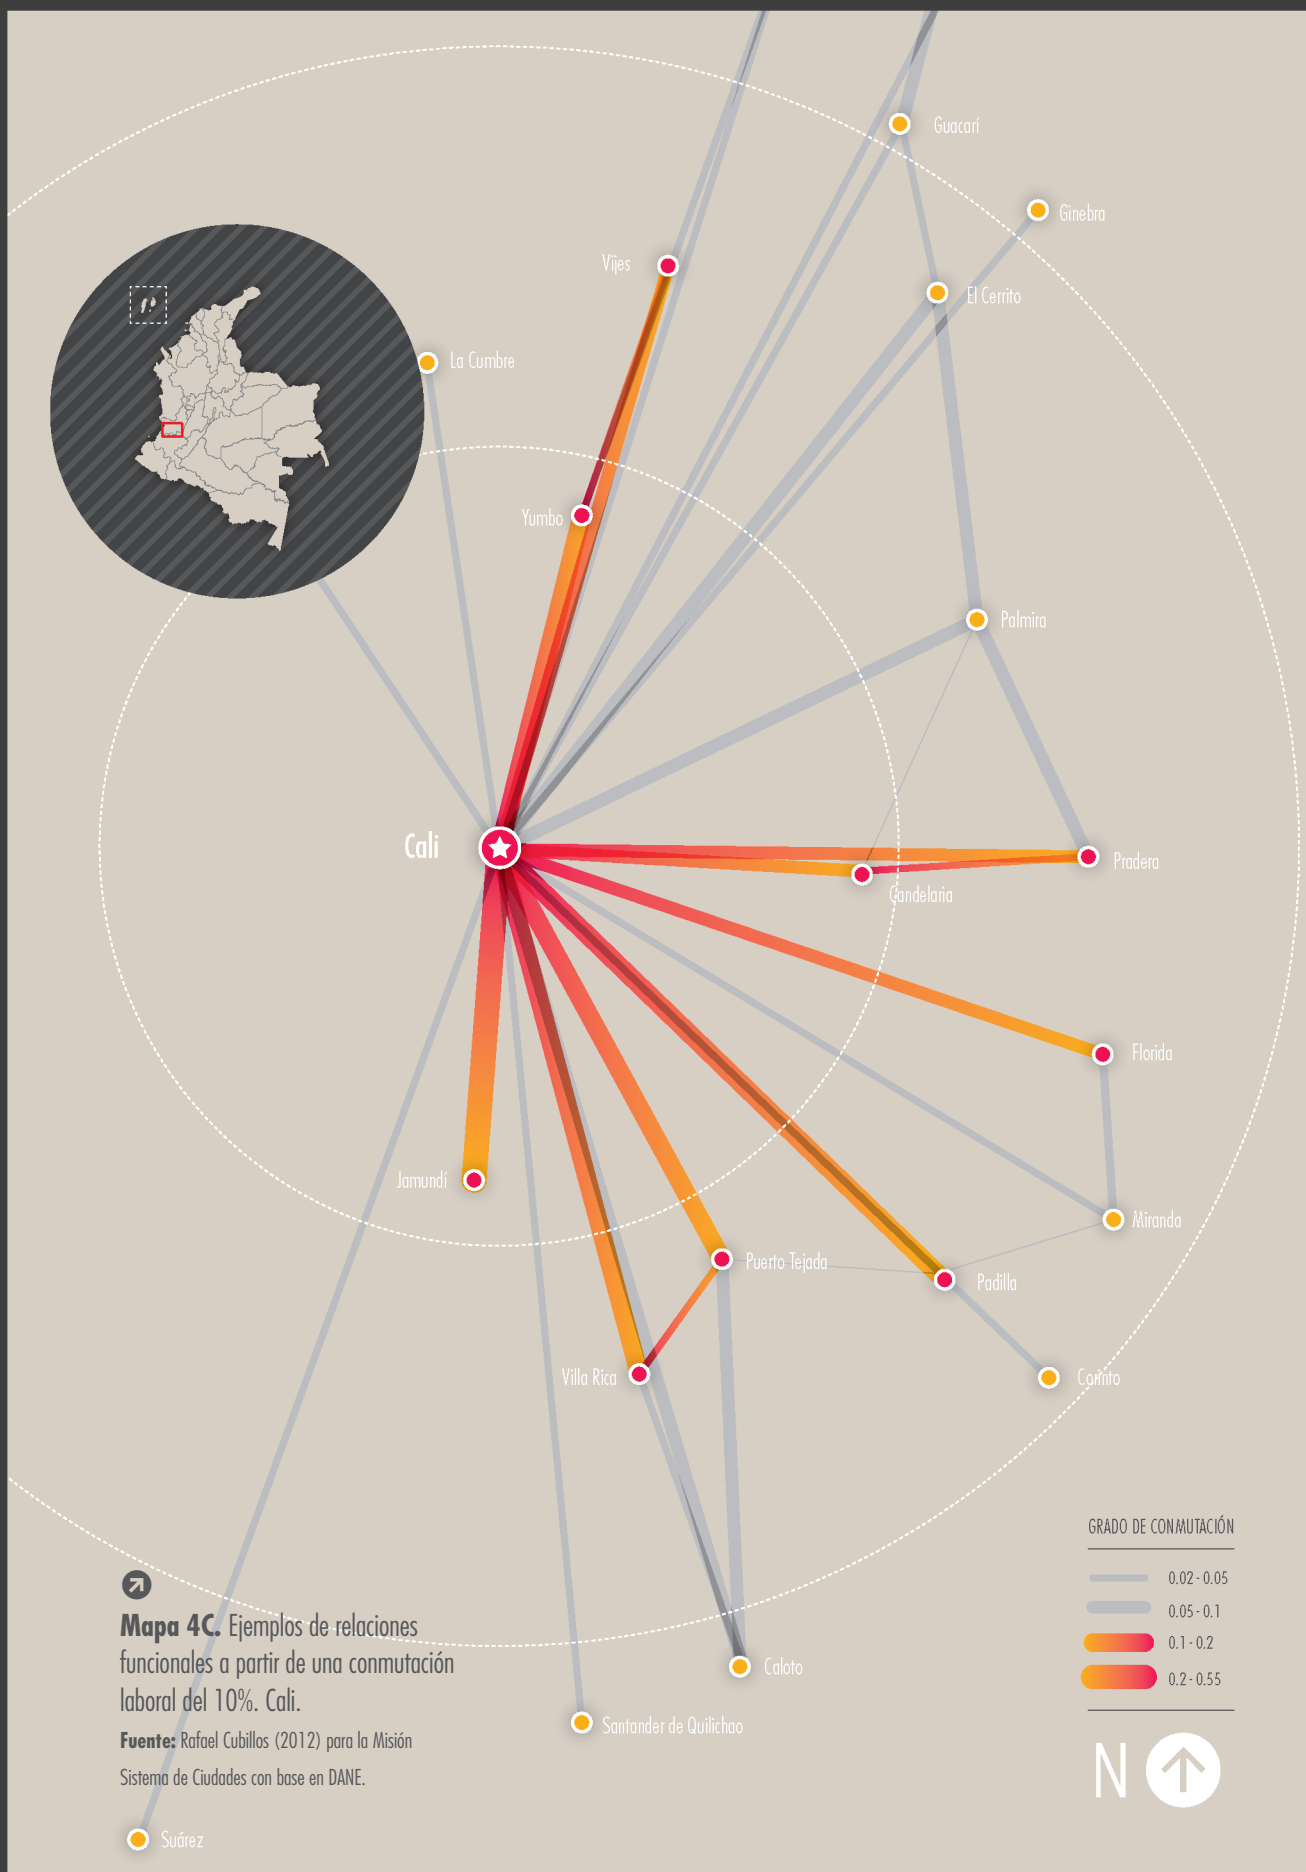 Guacarí
Ginebra
Vijes
El Cerrito
La Cumbre
Yumbo
Palmira
Cali
Pradera
Candelaria
Florida
Jamundí
Miranda
Puerto Tejada
Padilla
Villa Rica
Corinto
GRADO DE CONMUTACIÓN
0.02 - 0.05
0.05 - 0.1
0.1 - 0.2
0.2 - 0.55
Mapa 4C. Ejemplos de relaciones
funcionales a partir de una conmutación
laboral del 10%. Cali.
Fuente: Rafael Cubillos (2012) para la Misión
Sistema de Ciudades con base en DANE.
Caloto
Santander de Quilichao
N
Suárez